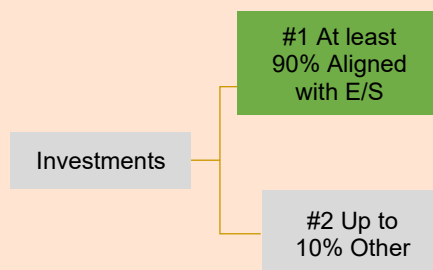 #1 At least
90% Aligned
with E/S
Investments
#2 Up to
10% Other